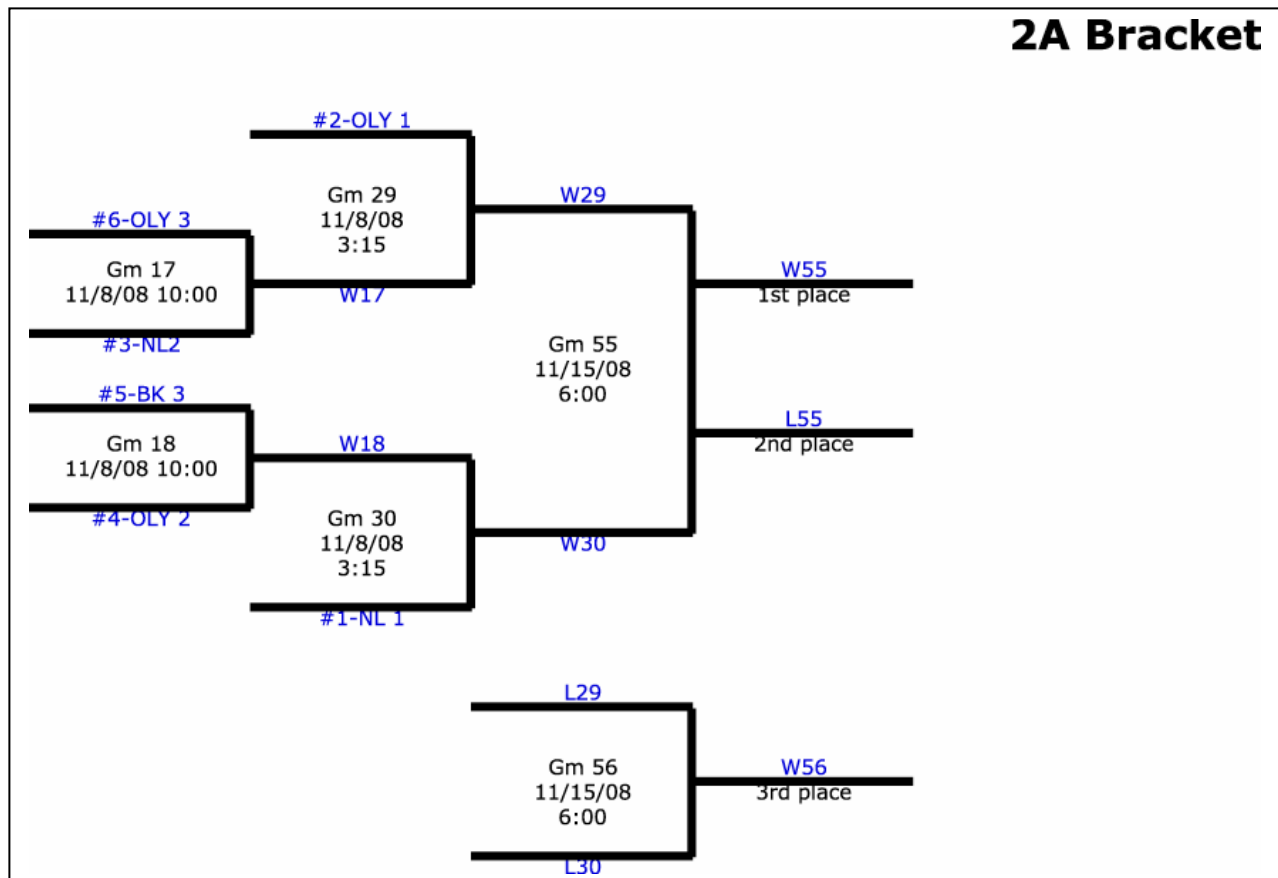 2A Bracket
#2-OLY 1
Gm 29
11/8/08
3:15
W29
#6-OLY 3
Gm 17
11/8/08 10:00
W17
#3-NL2
W55
1st place
Gm 55
11/15/08
6:00
#5-BK 3
Gm 18
11/8/08 10:00
W18
#4-OLY 2
L55
2nd place
Gm 30
11/8/08
3:15
W30
#1-NL 1
L29
Gm 56
11/15/08
6:00
W56
3rd place
L30